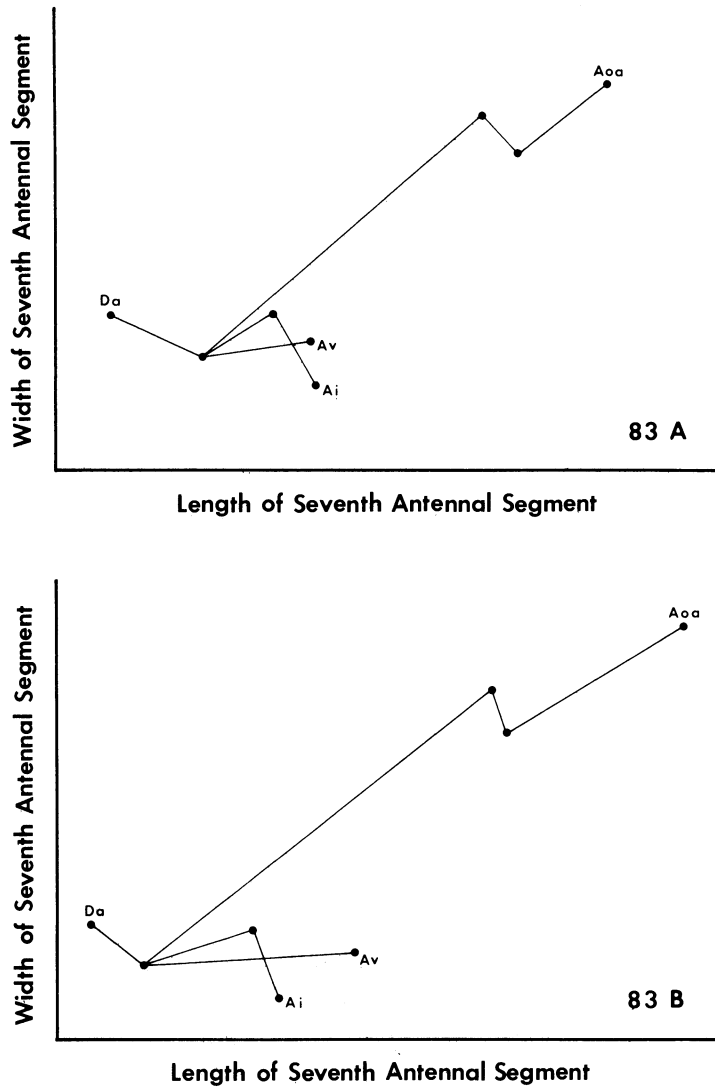 Width of Seventh Antennal Segment
Aoa
Da
Av
Ai
83 A
Length of Seventh Antennal Segment
Width of Seventh Antennal Segment
Aoa
Da
Av
Ai
83 B
Length of Seventh Antennal Segment